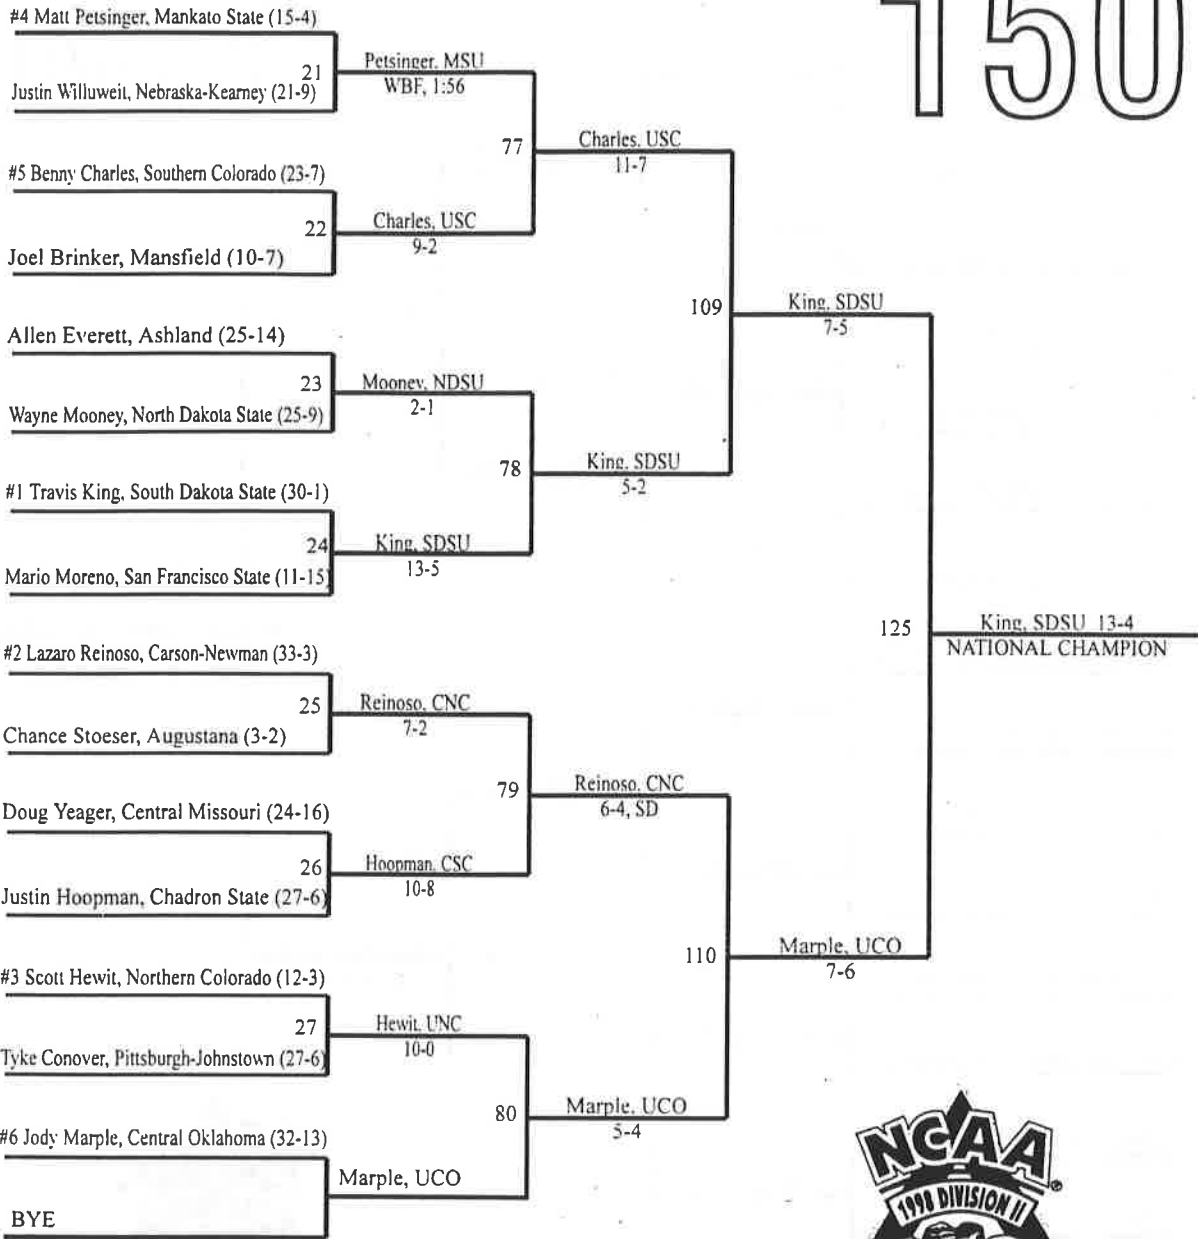 150
#4 Matt Petsinger, Mankato State (15-4)
21
Justin Willuweit, Nebraska-Kearney (21-9)
Petsinger, MSU
WBF, 1:56
77
#5 Benny Charles, Southern Colorado (23-7)
22
Joel Brinker, Mansfield (10-7)
Charles, USC
9-2
Charles, USC
11-7
109
Allen Everett, Ashland (25-14)
23
Wayne Mooney, North Dakota State (25-9)
Mooney, NDSU
2-1
78
#1 Travis King, South Dakota State (30-1)
24
Mario Moreno, San Francisco State (11-15)
King, SDSU
13-5
King, SDSU
5-2
King, SDSU
7-5
125
King, SDSU 13-4
NATIONAL CHAMPION
#2 Lazaro Reinoso, Carson-Newman (33-3)
25
Chance Stoeser, Augustana (3-2)
Reinoso, CNC
7-2
79
Doug Yeager, Central Missouri (24-16)
26
Justin Hoopman, Chadron State (27-6)
Hoopman, CSC
10-8
Reinoso, CNC
6-4, SD
110
#3 Scott Hewit, Northern Colorado (12-3)
27
Tyke Conover, Pittsburgh-Johnstown (27-6)
Hewit, UNC
10-0
80
#6 Jody Marple, Central Oklahoma (32-13)
BYE
Marple, UCO
Marple, UCO
5-4
Marple, UCO
7-6
NCAA®
1998 DIVISION II